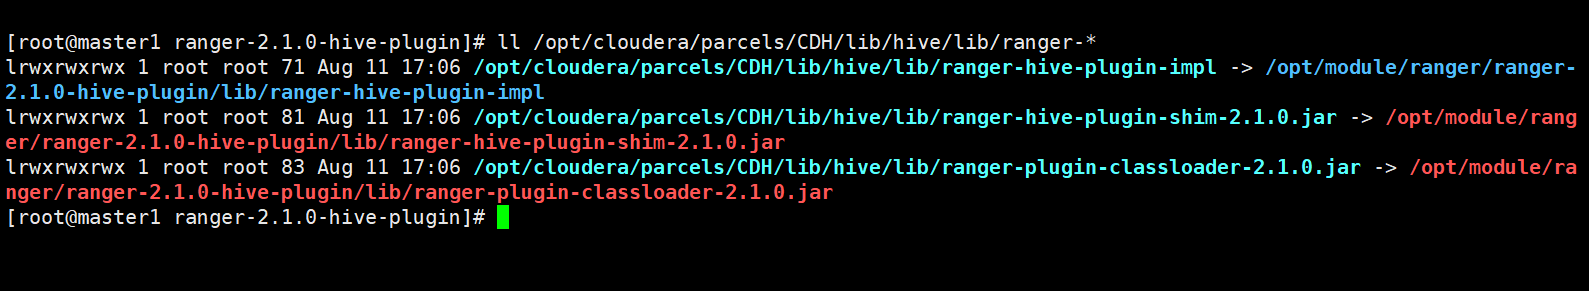 [root@master1 ranger-2.1.0-hive-plugin]# ll /opt/cloudera/parcels/CDH/lib/hive/lib/ranger-*
lrwxrwxrwx 1 root root 71 Aug 11 17:06 /opt/cloudera/parcels/CDH/lib/hive/lib/ranger-hive-plugin-impl -> /opt/module/ranger/ranger-
2.1.0-hive-plugin/lib/ranger-hive-plugin-impl
lrwxrwxrwx 1 root root 81 Aug 11 17:06 /opt/cloudera/parcels/CDH/lib/hive/lib/ranger-hive-plugin-shim-2.1.0.jar -> /opt/module/rang
er/ranger-2.1.0-hive-plugin/lib/ranger-hive-plugin-shim-2.1.0.jar
lrwxrwxrwx 1 root root 83 Aug 11 17:06 /opt/cloudera/parcels/CDH/lib/hive/lib/ranger-plugin-classloader-2.1.0.jar -> /opt/module/ra
nger/ranger-2.1.0-hive-plugin/lib/ranger-plugin-classloader-2.1.0.jar
[root@master1 ranger-2.1.0-hive-plugin]#